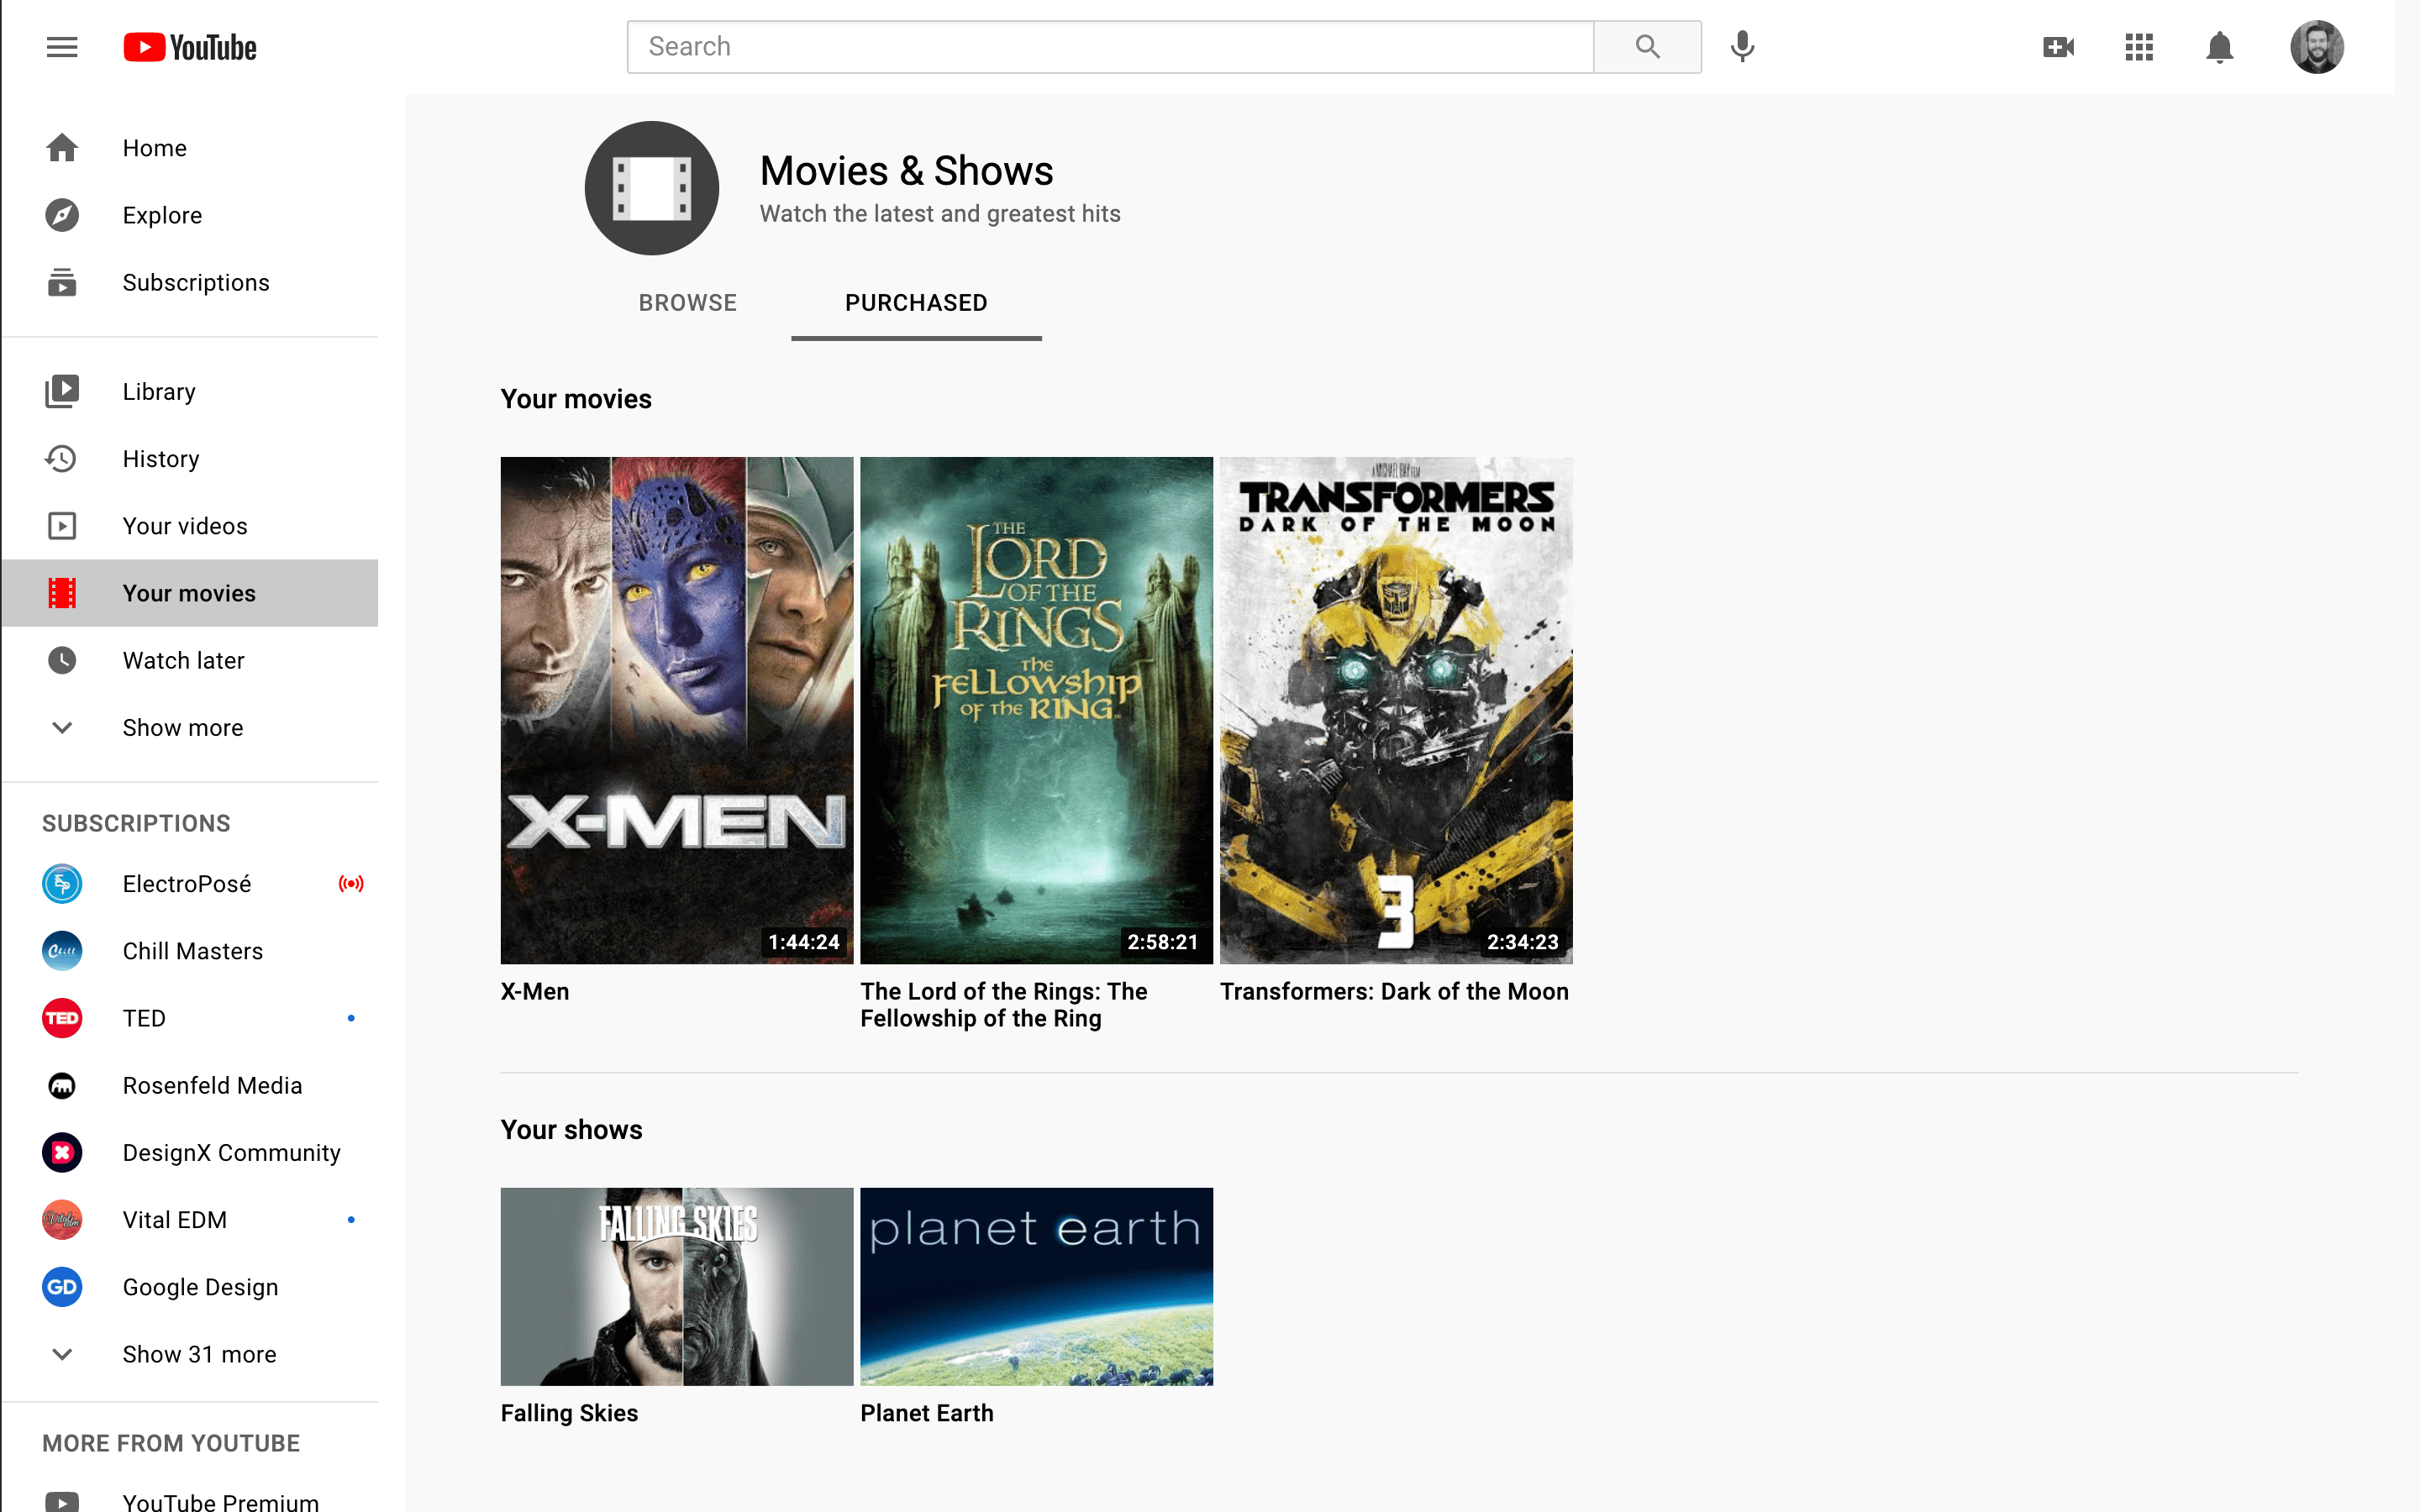 YouTube
Search
Home
Explore
Subscriptions
Library
History
Your videos
Your movies
Watch later
Show more
SUBSCRIPTIONS
ElectroPosé
Chill Masters
TED
TED
Rosenfeld Media
DesignX Community
Vital EDM
GD
Google Design
Show 31 more
MORE FROM YOUTUBE
YouTube Premium
Movies & Shows
Watch the latest and greatest hits
BROWSE
PURCHASED
Your movies
X-MEN
1:44:24
X-Men
THE
LORD
OF THE
RINGS
THE
FELLOWSHIP
OF THE RING
2:58:21
The Lord of the Rings: The
Fellowship of the Ring
A MICHAEL BAY FILM
TRANSFORMERS
DARK OF THE MOON
3
2:34:23
Transformers: Dark of the Moon
Your shows
FALLING SKIES
Falling Skies
planet earth
Planet Earth